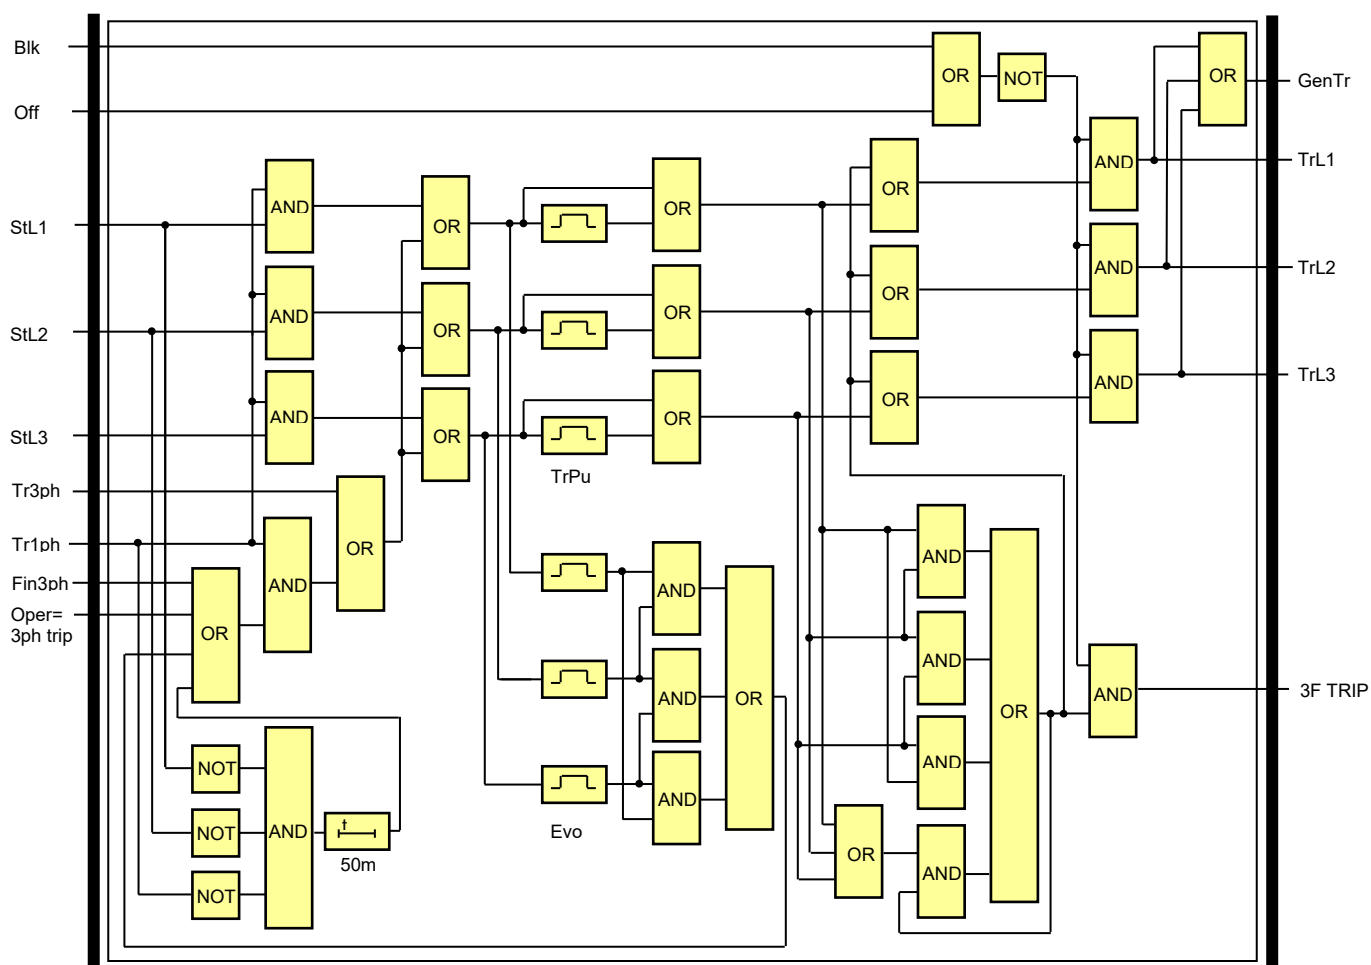 Blk
OR
NOT
OR
GenTr
Off
AND
TrL1
OR
AND
OR
OR
StL1
AND
OR
OR
AND
TrL2
AND
OR
OR
StL2
AND
TrL3
AND
OR
OR
OR
StL3
TrPu
Tr3ph
Tr1ph
OR
AND
Fin3ph
AND
AND
Oper=
3ph trip
OR
AND
AND
OR
OR
AND
3F TRIP
NOT
AND
AND
NOT
AND
Evo
OR
AND
50m
NOT
t